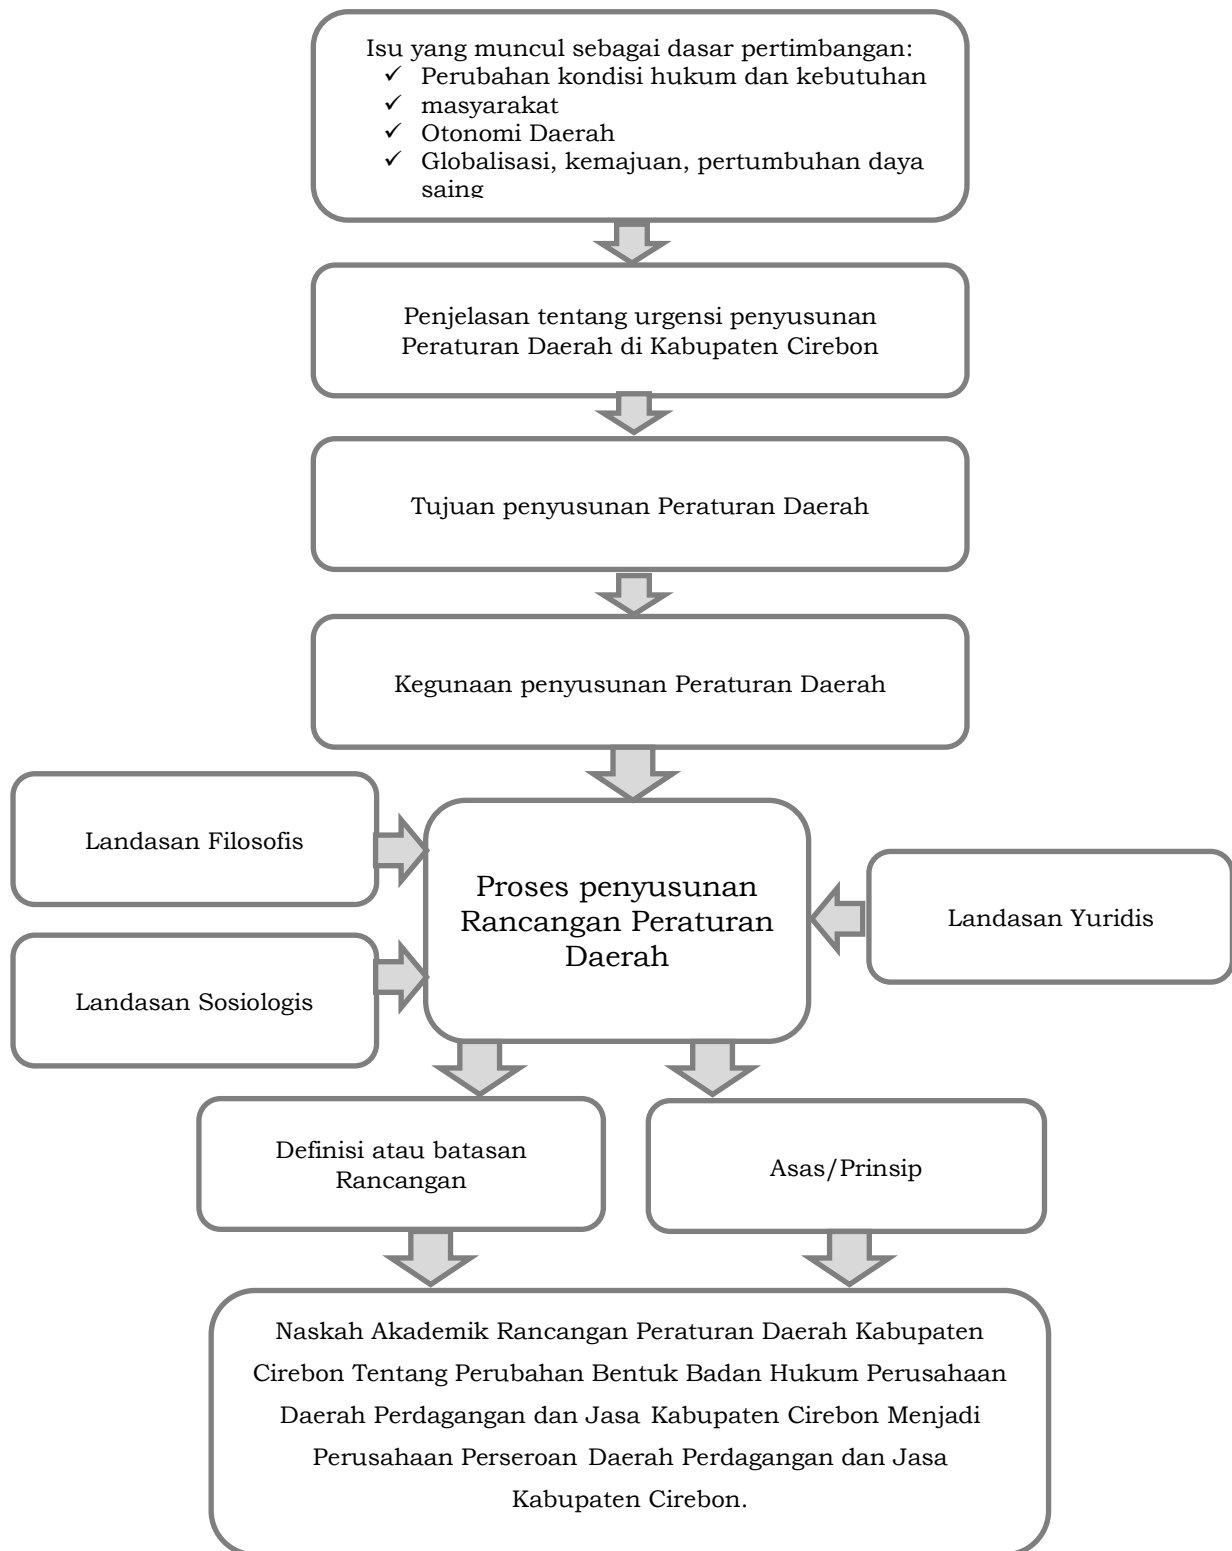 Isu yang muncul sebagai dasar pertimbangan:
✓ Perubahan kondisi hukum dan kebutuhan
✓ masyarakat
✓ Otonomi Daerah
✓ Globalisasi, kemajuan, pertumbuhan daya
saing
Penjelasan tentang urgensi penyusunan
Peraturan Daerah di Kabupaten Cirebon
Tujuan penyusunan Peraturan Daerah
Kegunaan penyusunan Peraturan Daerah
Landasan Filosofis
Proses penyusunan
Rancangan Peraturan
Daerah
Landasan Yuridis
Landasan Sosiologis
Definisi atau batasan
Rancangan
Asas/Prinsip
Naskah Akademik Rancangan Peraturan Daerah Kabupaten
Cirebon Tentang Perubahan Bentuk Badan Hukum Perusahaan
Daerah Perdagangan dan Jasa Kabupaten Cirebon Menjadi
Perusahaan Perseroan Daerah Perdagangan dan Jasa
Kabupaten Cirebon.